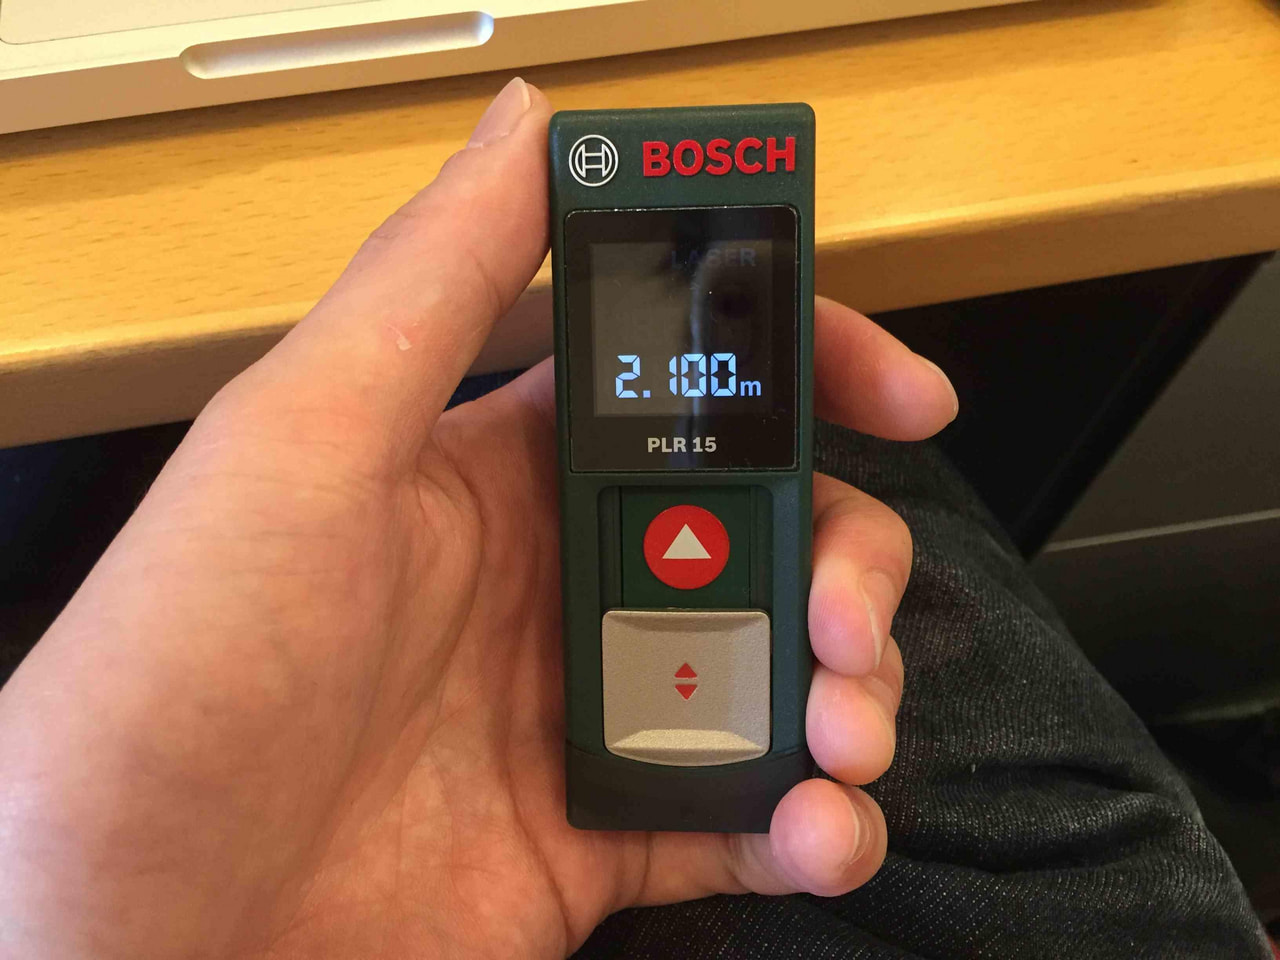 BOSCH
LASER
2.100m
PLR 15